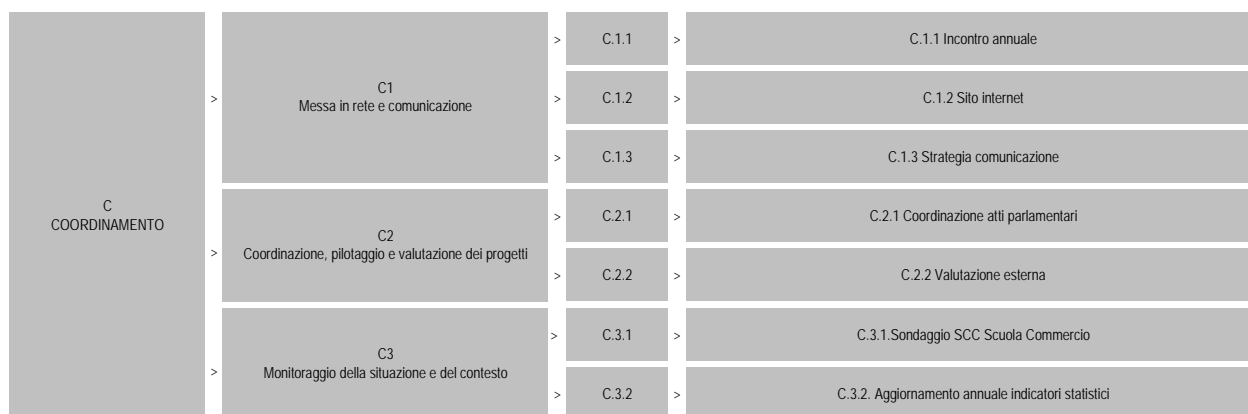 C
COORDINAMENTO
>
C1
Messa in rete e comunicazione
>
C.1.1
>
C.1.1 Incontro annuale
>
C.1.2
>
C.1.2 Sito internet
>
C.1.3
>
C.1.3 Strategia comunicazione
>
C2
Coordinazione, pilotaggio e valutazione dei progetti
>
C.2.1
>
C.2.1 Coordinazione atti parlamentari
>
C.2.2
>
C.2.2 Valutazione esterna
>
C3
Monitoraggio della situazione e del contesto
>
C.3.1
>
C.3.1.Sondaggio SCC Scuola Commercio
>
C.3.2
>
C.3.2. Aggiornamento annuale indicatori statistici